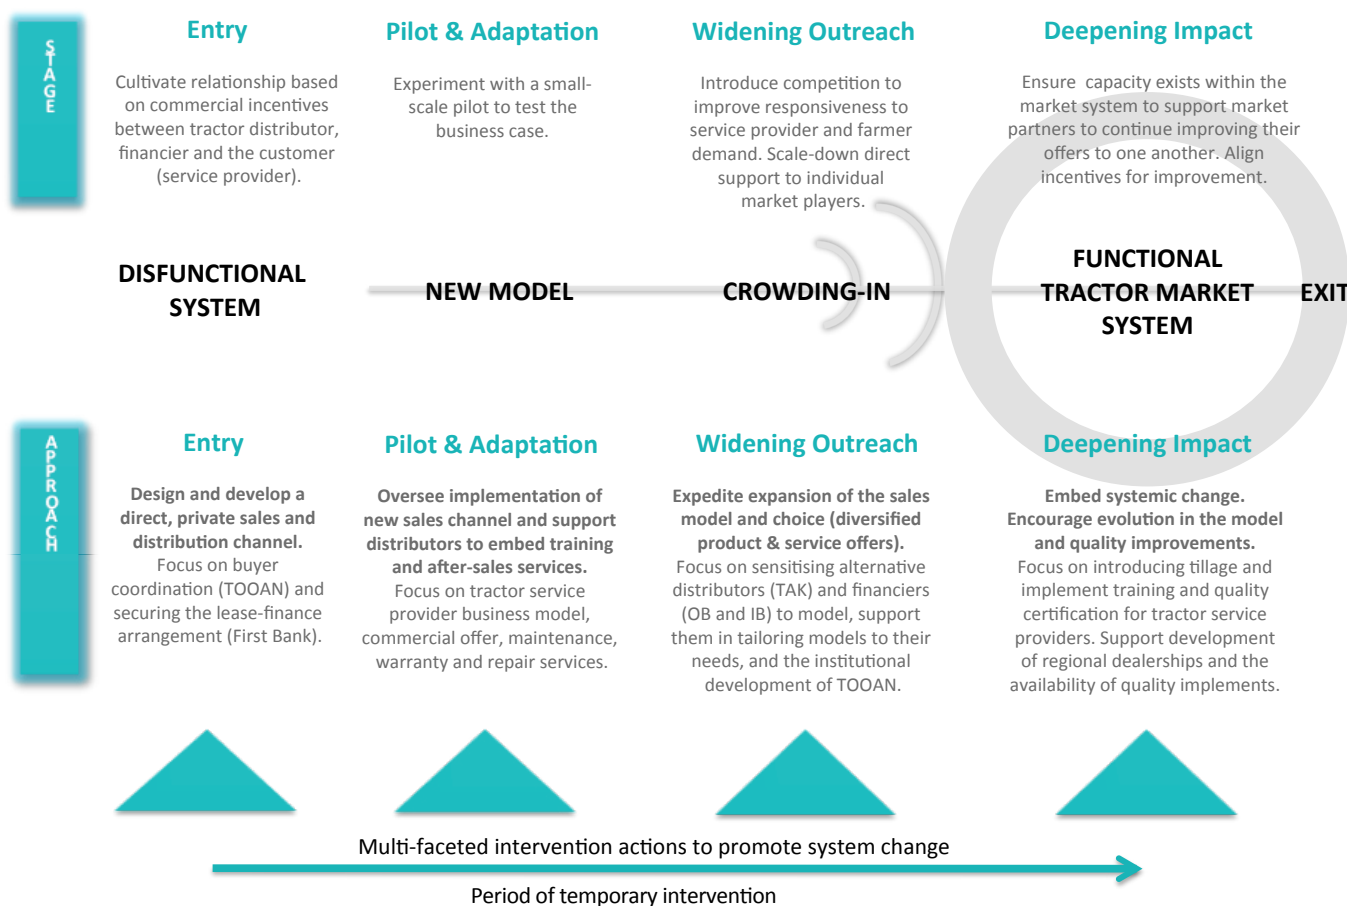 STAGE
Entry
Cultivate relationship based
on commercial incentives
between tractor distributor,
financier and the customer
(service provider).
Pilot & Adaptation
Experiment with a small-
scale pilot to test the
business case.
Widening Outreach
Introduce competition to
improve responsiveness to
service provider and farmer
demand. Scale-down direct
support to individual
market players.
Deepening Impact
Ensure capacity exists within the
market system to support market
partners to continue improving their
offers to one another. Align
incentives for improvement.
DISFUNCTIONAL
SYSTEM
NEW MODEL
CROWDING-IN
FUNCTIONAL
TRACTOR MARKET
SYSTEM
EXIT
APPROACH
Entry
Design and develop a
direct, private sales and
distribution channel.
Focus on buyer
coordination (TOOAN) and
securing the lease-finance
arrangement (First Bank).
Pilot & Adaptation
Oversee implementation of
new sales channel and support
distributors to embed training
and after-sales services.
Focus on tractor service
provider business model,
commercial offer, maintenance,
warranty and repair services.
Widening Outreach
Expedite expansion of the sales
model and choice (diversified
product & service offers).
Focus on sensitising alternative
distributors (TAK) and financiers
(OB and IB) to model, support
them in tailoring models to their
needs, and the institutional
development of TOOAN.
Deepening Impact
Embed systemic change.
Encourage evolution in the model
and quality improvements.
Focus on introducing tillage and
implement training and quality
certification for tractor service
providers. Support development
of regional dealerships and the
availability of quality implements.
Multi-faceted intervention actions to promote system change
Period of temporary intervention